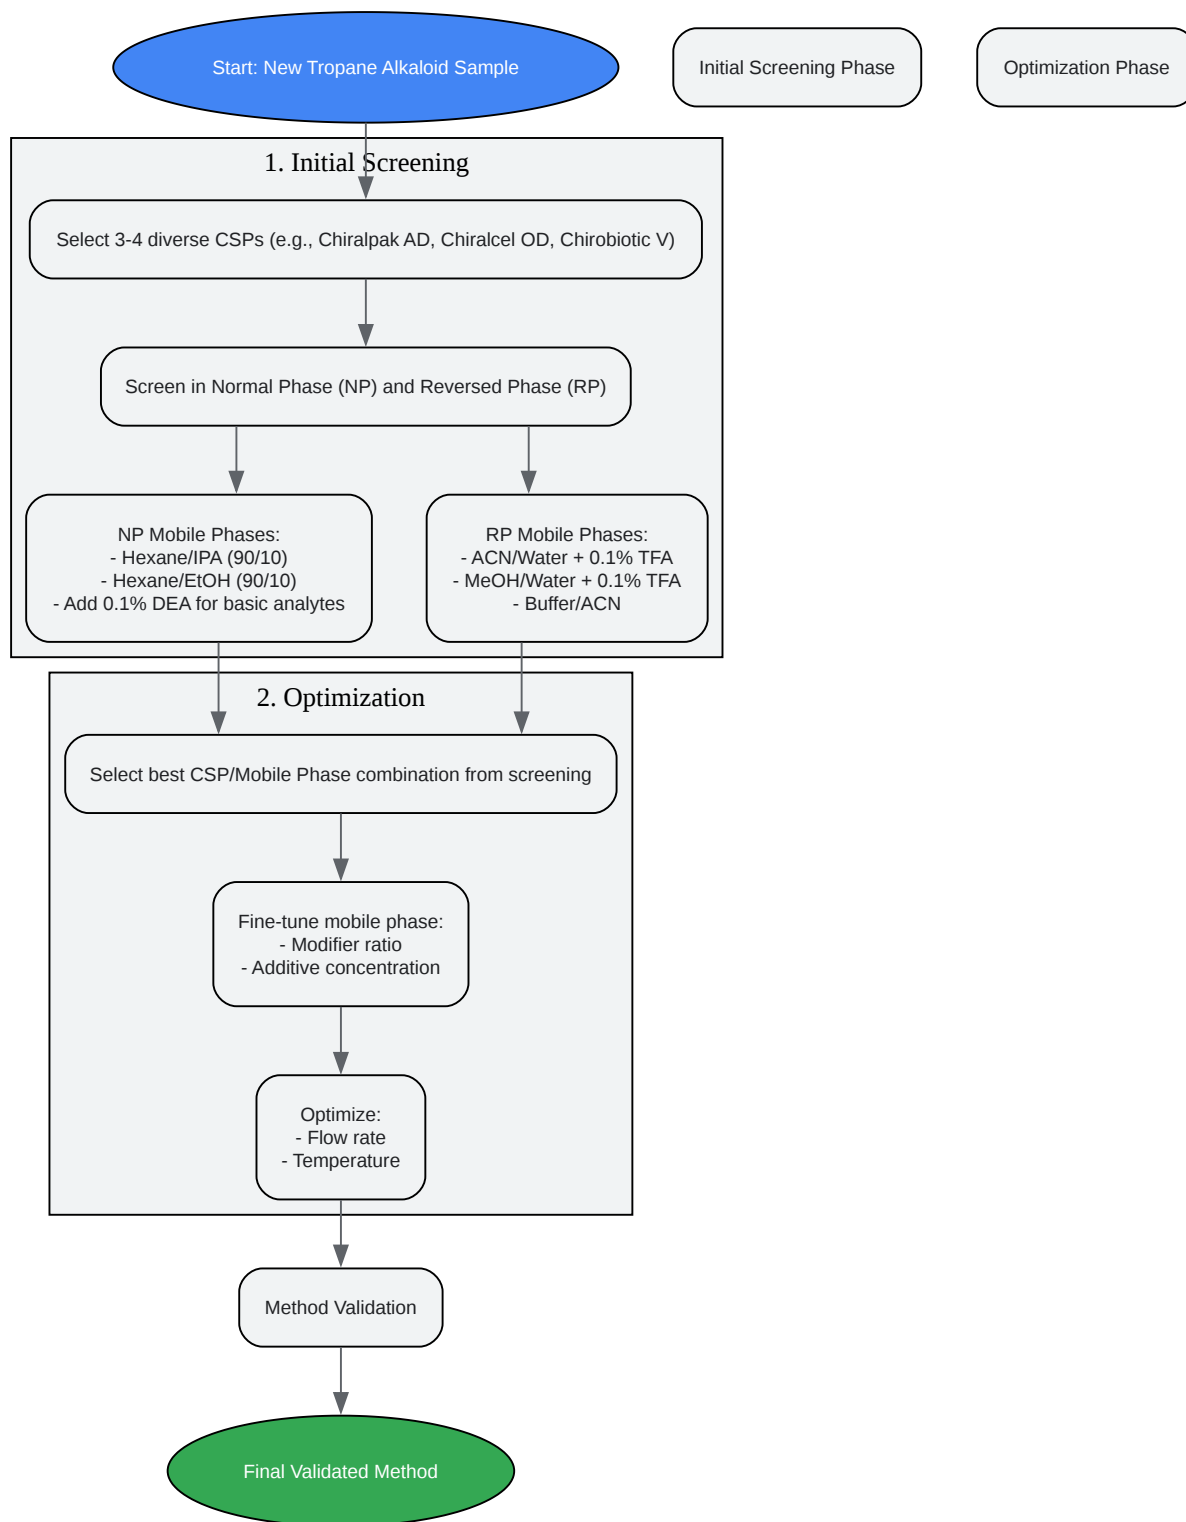 Start: New Tropane Alkaloid Sample
Initial Screening Phase
Optimization Phase
1. Initial Screening
Select 3-4 diverse CSPs (e.g., Chiralpak AD, Chiralcel OD, Chirobiotic V)
Screen in Normal Phase (NP) and Reversed Phase (RP)
NP Mobile Phases:
- Hexane/IPA (90/10)
- Hexane/EtOH (90/10)
- Add 0.1% DEA for basic analytes
RP Mobile Phases:
- ACN/Water + 0.1% TFA
- MeOH/Water + 0.1% TFA
- Buffer/ACN
2. Optimization
Select best CSP/Mobile Phase combination from screening
Fine-tune mobile phase:
- Modifier ratio
- Additive concentration
Optimize:
- Flow rate
- Temperature
Method Validation
Final Validated Method